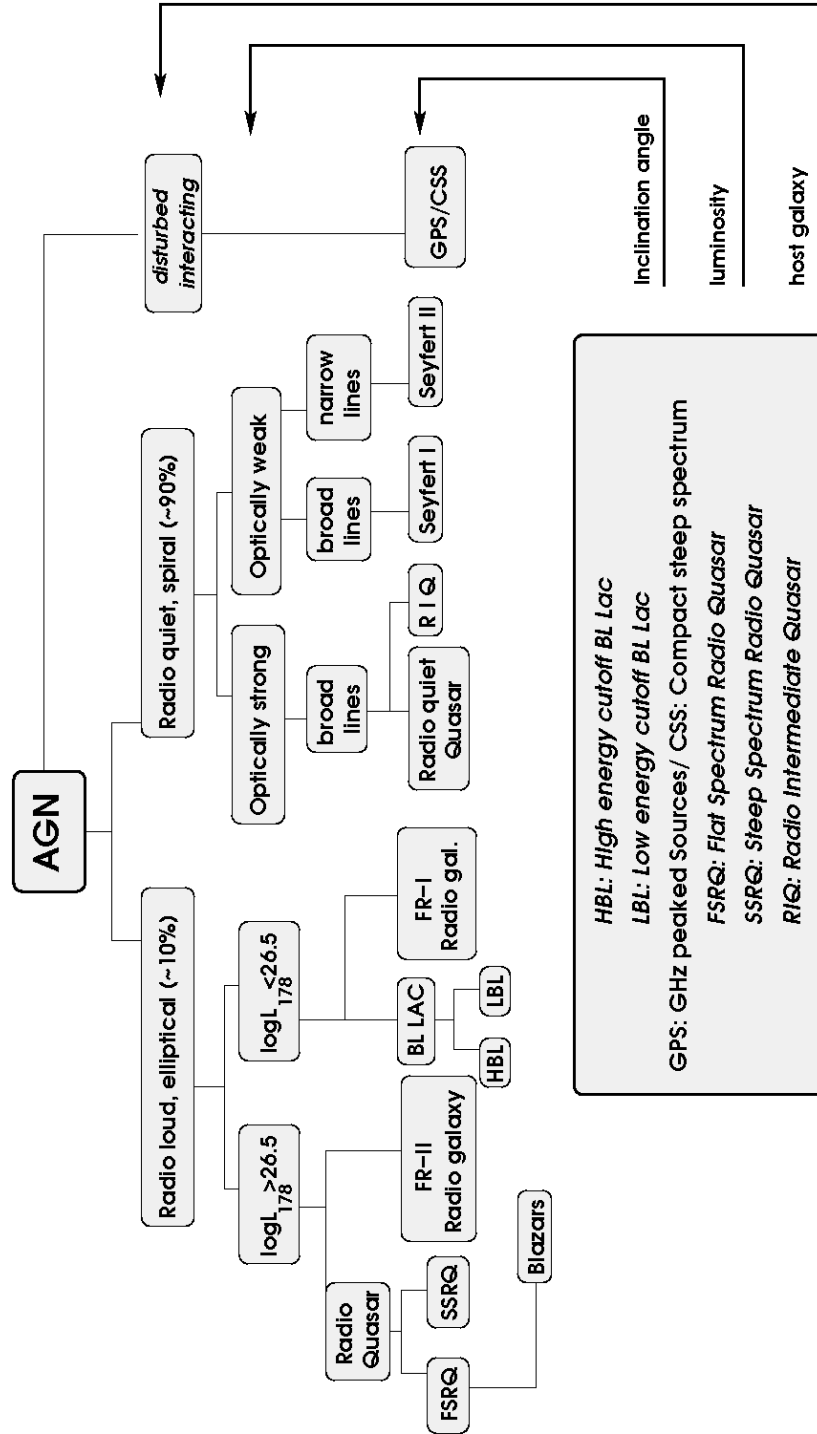 AGN
Radio loud, elliptical (~10%)
Radio quiet, spiral (~90%)
disturbed
interacting
logL178>26.5
logL178<26.5
Optically strong
Optically weak
Radio
Quasar
broad
lines
broad
lines
narrow
lines
FSRQ
SSRQ
FR-II
Radio galaxy
BL LAC
HBL
LBL
FR-I
Radio gal.
Radio quiet
Quasar
R I Q
Seyfert I
Seyfert II
GPS/CSS
Blazars
HBL: High energy cutoff BL Lac
LBL: Low energy cutoff BL Lac
GPS: GHz peaked Sources/ CSS: Compact steep spectrum
FSRQ: Flat Spectrum Radio Quasar
SSRQ: Steep Spectrum Radio Quasar
RIQ: Radio Intermediate Quasar
Inclination angle
luminosity
host galaxy